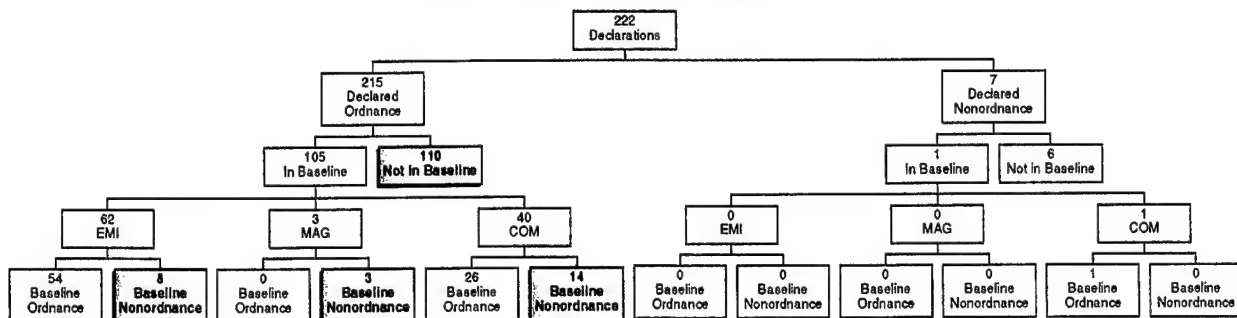 222
Declarations
215
Declared
Ordnance
7
Declared
Nonordnance
105
In Baseline
110
Not in Baseline
1
In Baseline
6
Not in Baseline
62
EMI
3
MAG
40
COM
0
EMI
0
MAG
1
COM
54
Baseline
Ordnance
8
Baseline
Nonordnance
0
Baseline
Ordnance
3
Baseline
Nonordnance
26
Baseline
Ordnance
14
Baseline
Nonordnance
0
Baseline
Ordnance
0
Baseline
Nonordnance
0
Baseline
Ordnance
0
Baseline
Nonordnance
1
Baseline
Ordnance
0
Baseline
Nonordnance